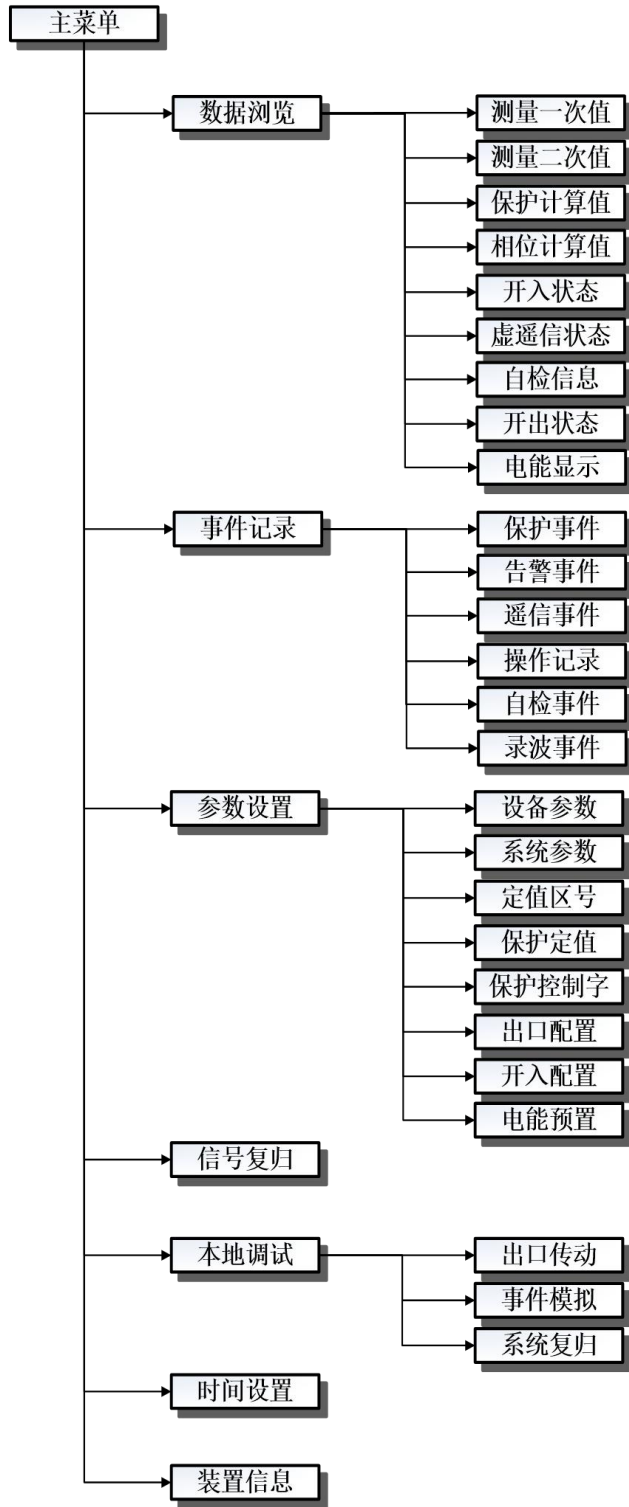 主菜单
数据浏览
测量一次值
测量二次值
保护计算值
相位计算值
开入状态
虚遥信状态
自检信息
开出状态
电能显示
事件记录
保护事件
告警事件
遥信事件
操作记录
自检事件
录波事件
参数设置
设备参数
系统参数
定值区号
保护定值
保护控制字
出口配置
开入配置
电能预置
信号复归
本地调试
出口传动
事件模拟
系统复归
时间设置
装置信息